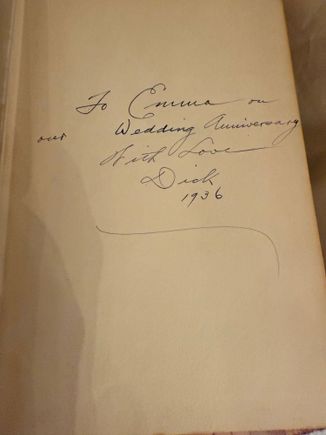 To Emma on
our Wedding Anniversary
With Love
Dick
1936